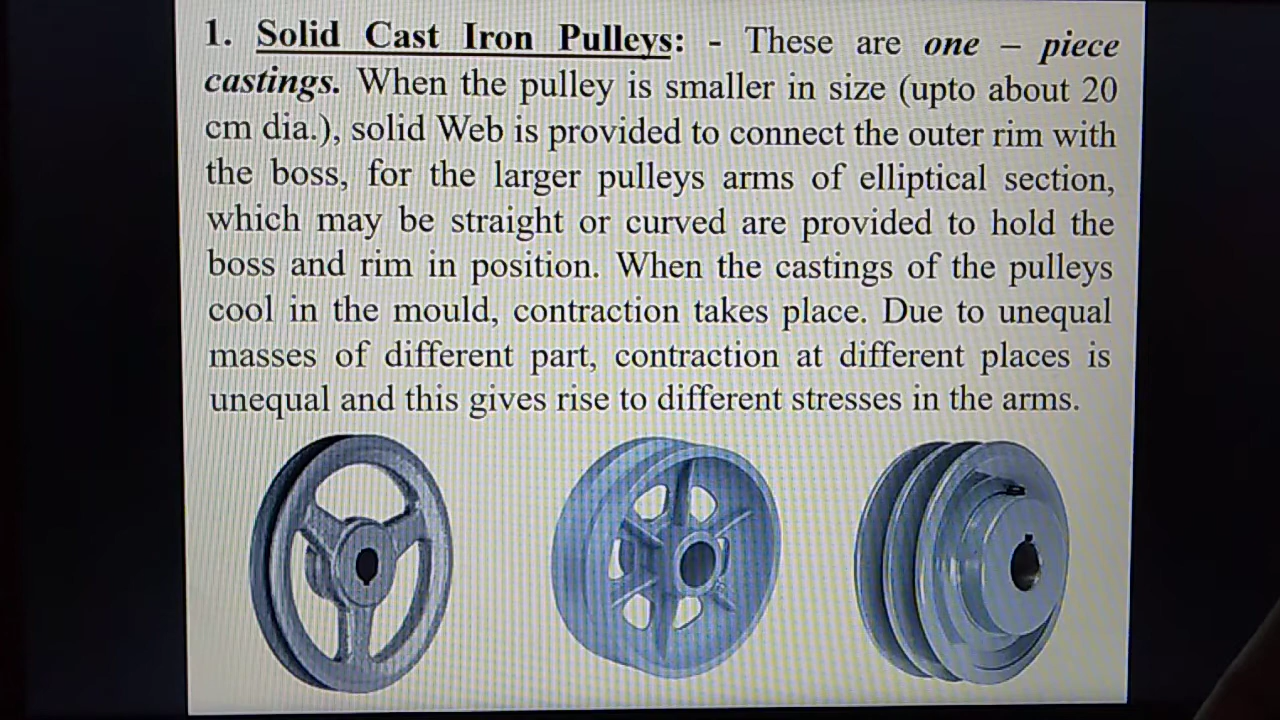 1. Solid Cast Iron Pulleys: - These are one – piece
castings. When the pulley is smaller in size (upto about 20
cm dia.), solid Web is provided to connect the outer rim with
the boss, for the larger pulleys arms of elliptical section,
which may be straight or curved are provided to hold the
boss and rim in position. When the castings of the pulleys
cool in the mould, contraction takes place. Due to unequal
masses of different part, contraction at different places is
unequal and this gives rise to different stresses in the arms.